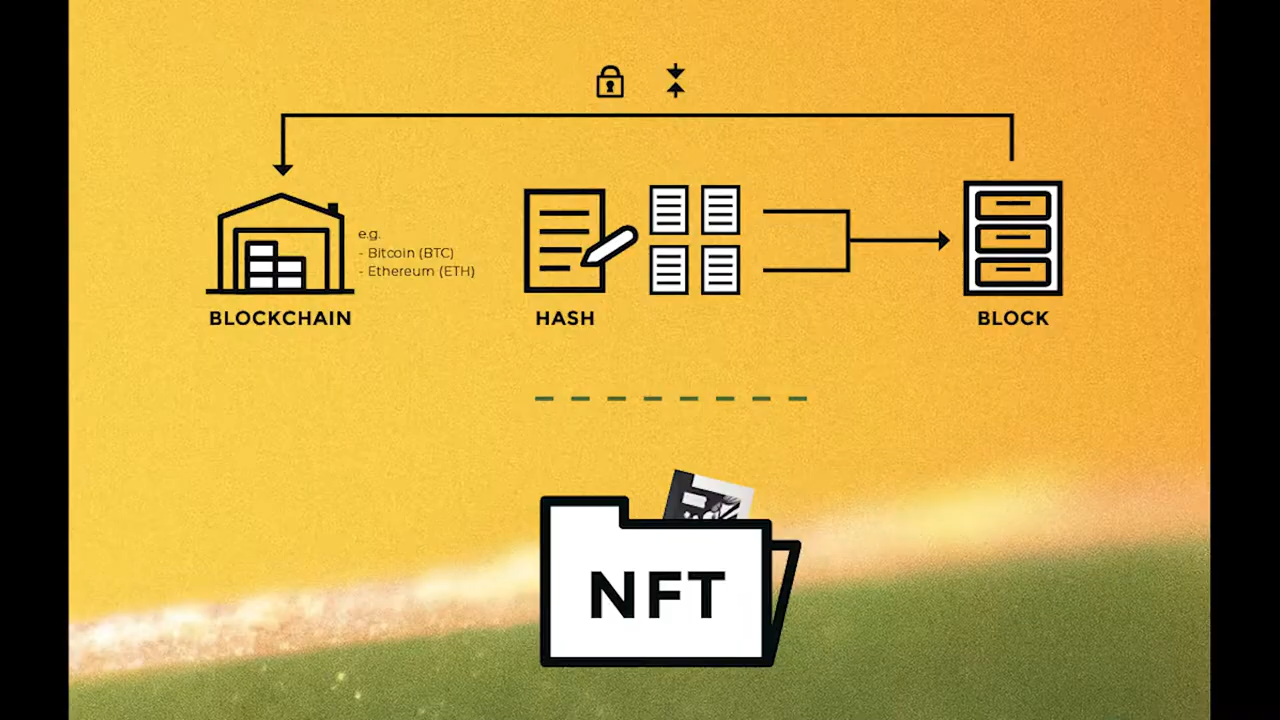 e.g.
- Bitcoin (BTC)
- Ethereum (ETH)
BLOCKCHAIN
HASH
BLOCK
NFT